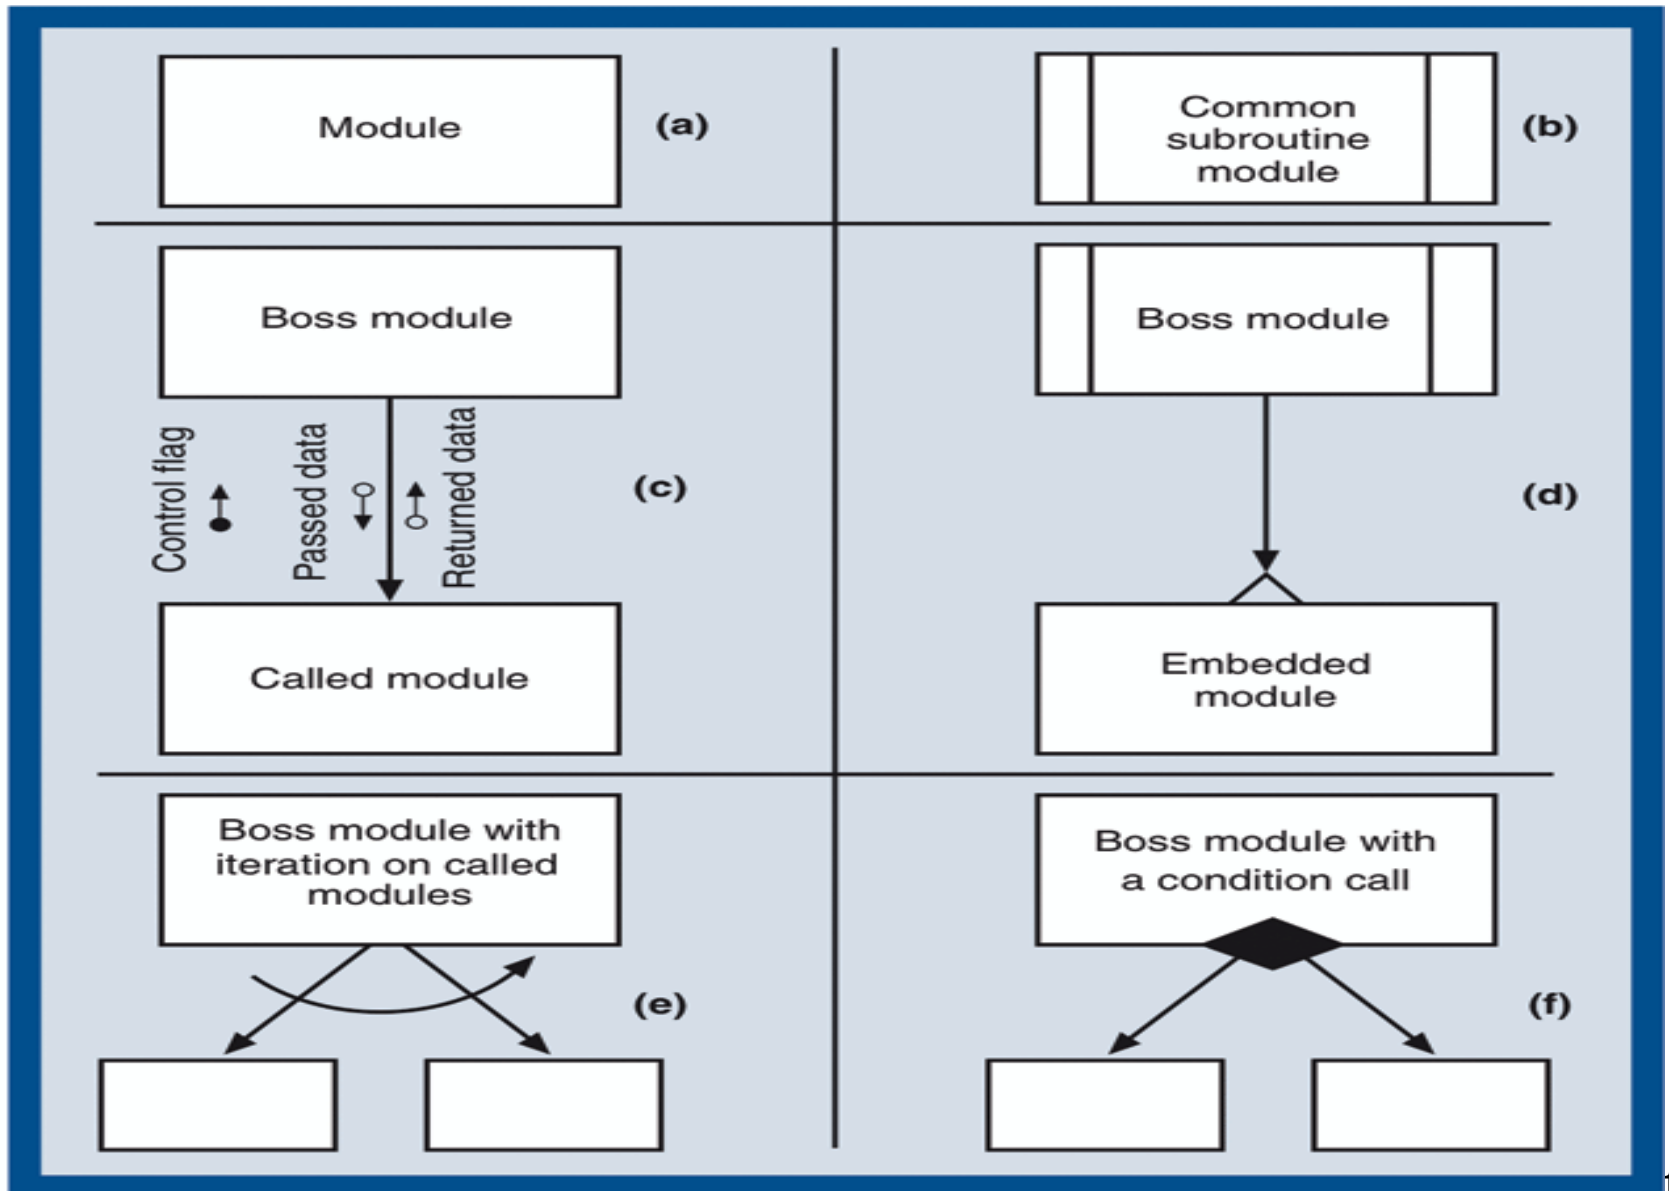 Module
(a)
Common
subroutine
module
(b)
Boss module
Control flag
Passed data
Returned data
(c)
Called module
Boss module
(d)
Embedded
module
Boss module with
iteration on called
modules
(e)
Boss module with
a condition call
(f)